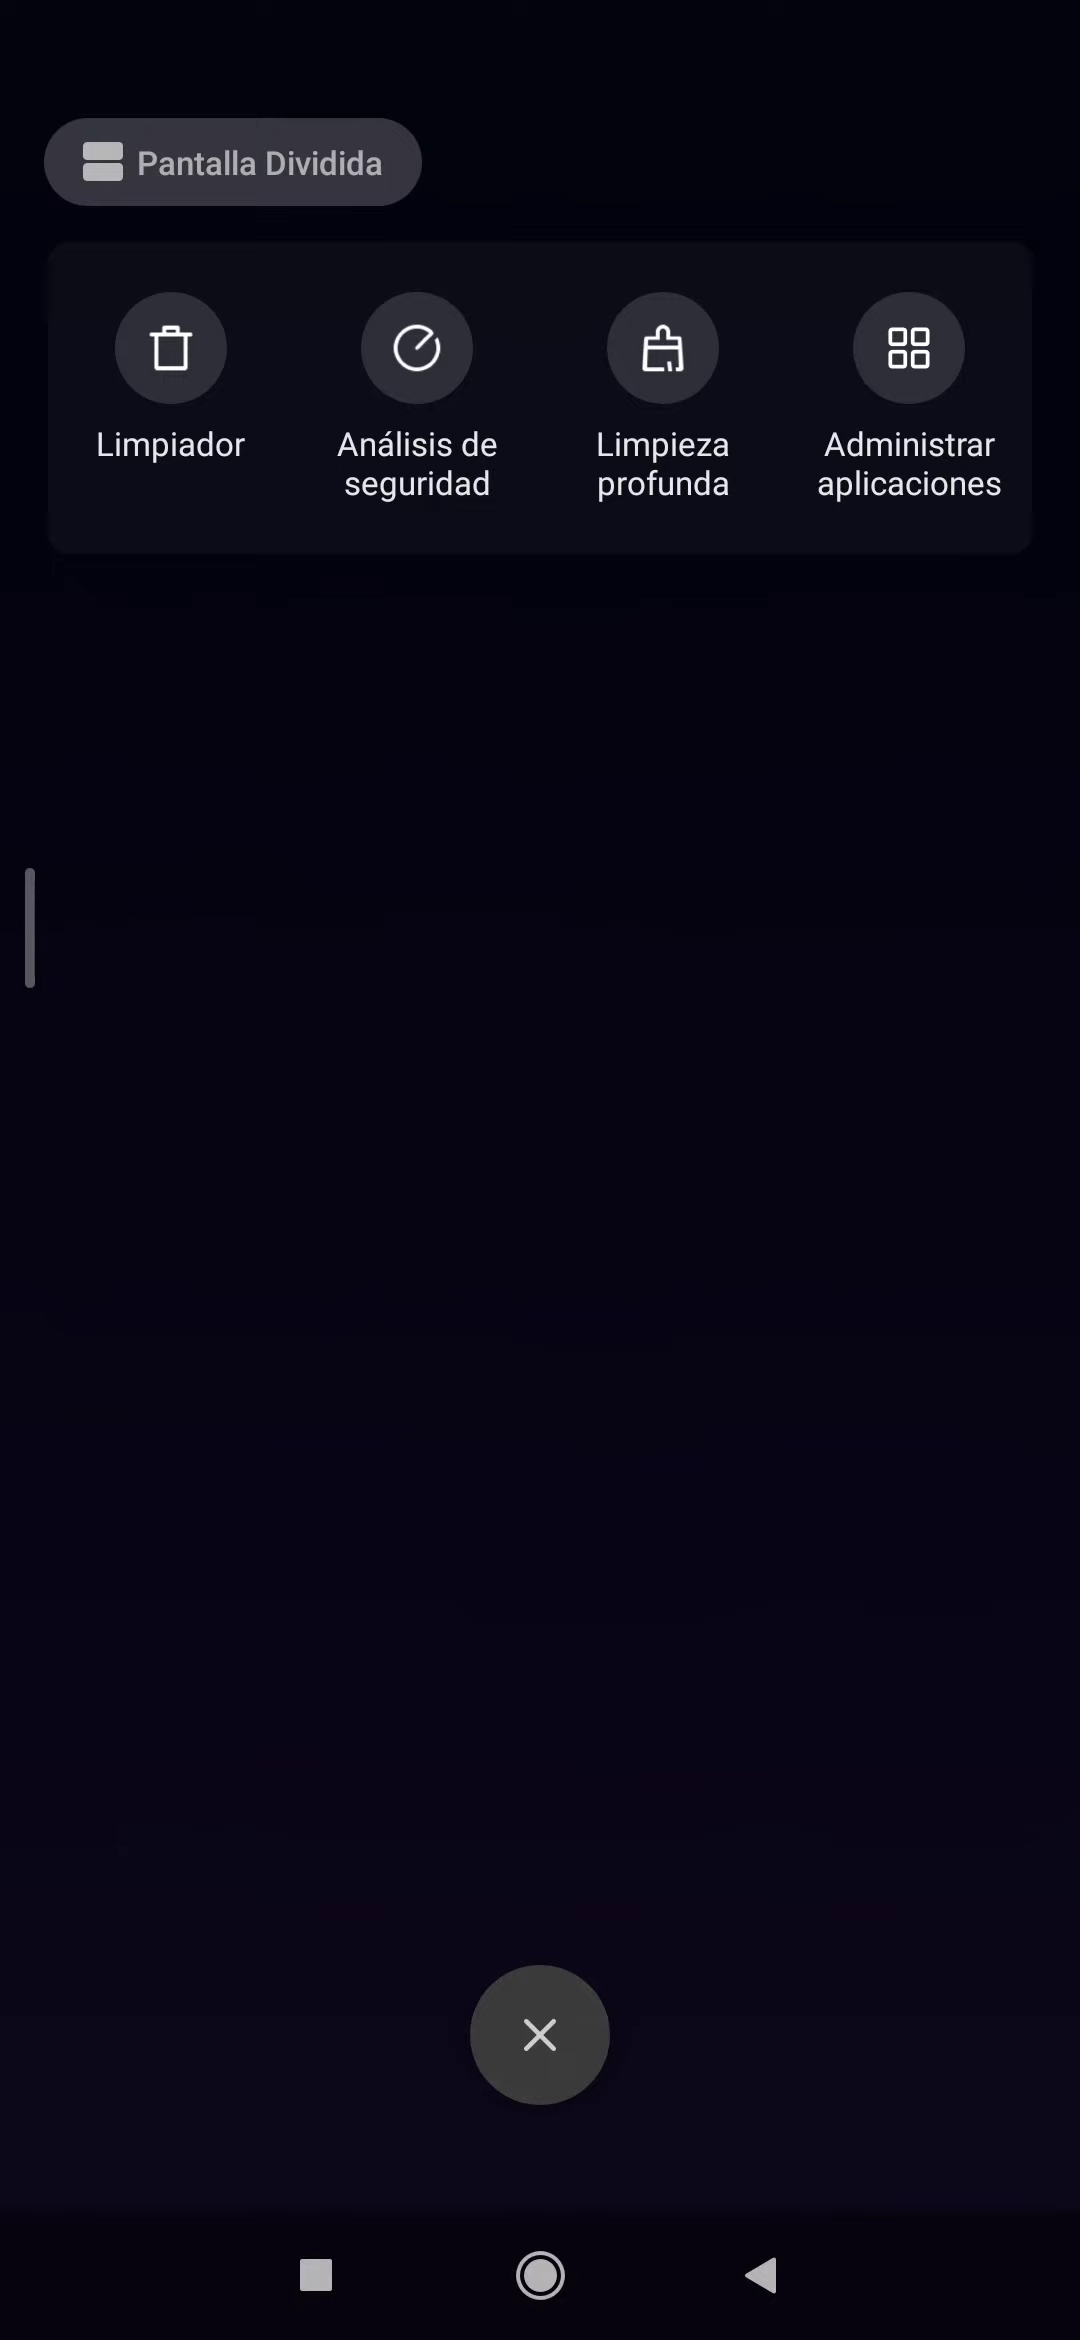 Pantalla Dividida
Limpiador
Análisis de
seguridad
Limpieza
profunda
Administrar
aplicaciones